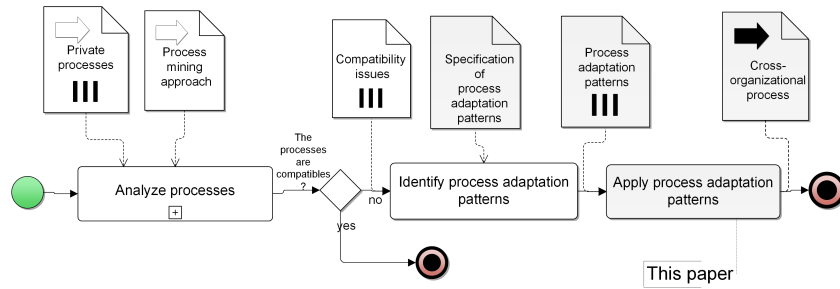 Private
processes
Process
mining
approach
Compatibility
issues
Specification
of
process
adaptation
patterns
Process
adaptation
patterns
Cross-
organizational
process
The
processes
are
compatibles
?
Analyze processes
no
yes
Identify process adaptation
patterns
Apply process adaptation
patterns
This paper